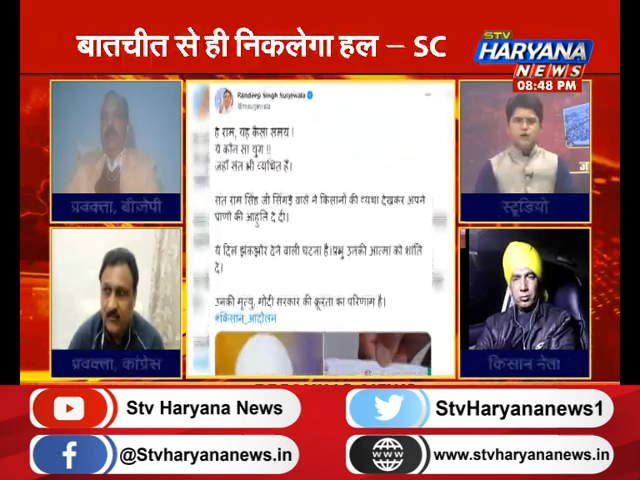 बातचीत से ही निकलेगा हल – SC
STV
HARYANA
NEWS
08:48 PM
Randeep Singh Surjewala
@rssurjewala
हे राम, यह कैसा समय।
ये कौन सा युग !!
जहाँ संत भी व्यथित हैं।
संत राम सिंह जी सिंगड़े वाले ने किसानों की व्यथा देखकर अपने
प्राणों की आहुति दे दी।
ये दिल झंकझोर देने वाली घटना है। प्रभु उनकी आत्मा को शांति
दें।
उनकी मृत्यु, मोदी सरकार की क्रूरता का परिणाम है।
#किसान_आंदोलन
प्रवक्ता, बीजेपी
स्टूडियो
प्रवक्ता, कांग्रेस
किसान नेता
Stv Haryana News
StvHaryananews1
@Stvharyananews.in
www.stvharyananews.in